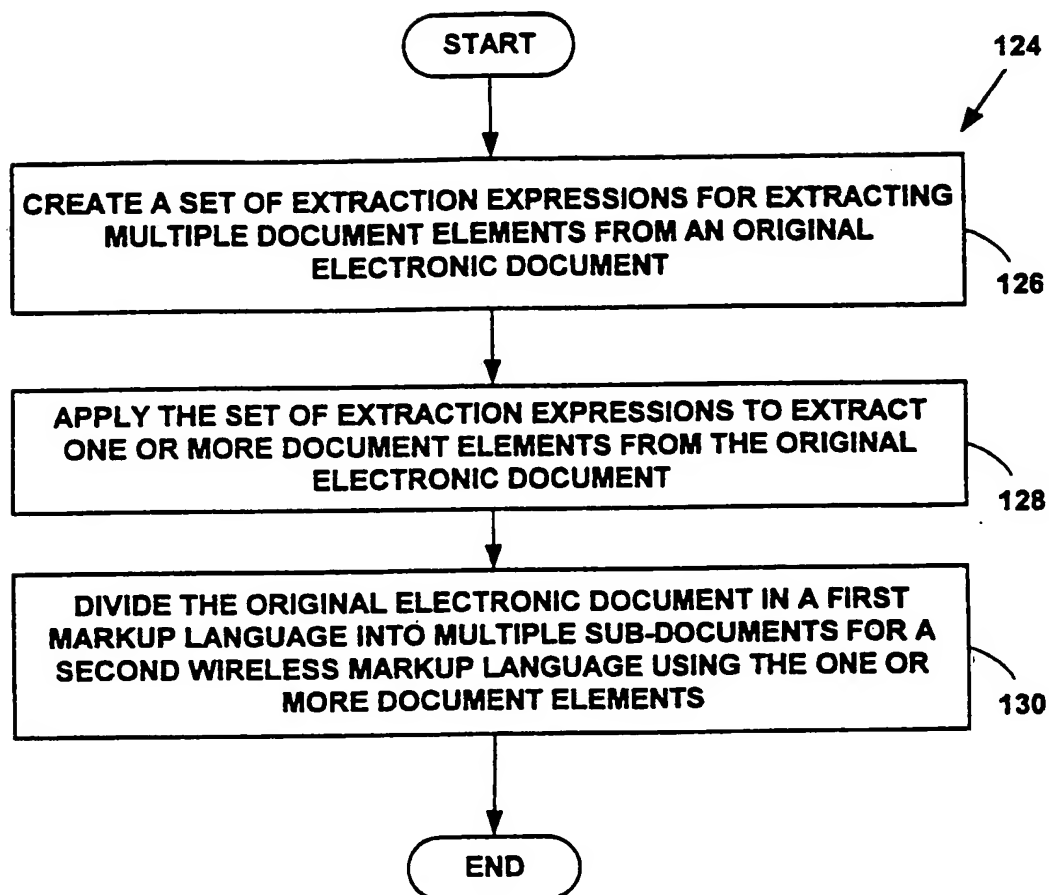 START
124
CREATE A SET OF EXTRACTION EXPRESSIONS FOR EXTRACTING
MULTIPLE DOCUMENT ELEMENTS FROM AN ORIGINAL
ELECTRONIC DOCUMENT
126
APPLY THE SET OF EXTRACTION EXPRESSIONS TO EXTRACT
ONE OR MORE DOCUMENT ELEMENTS FROM THE ORIGINAL
ELECTRONIC DOCUMENT
128
DIVIDE THE ORIGINAL ELECTRONIC DOCUMENT IN A FIRST
MARKUP LANGUAGE INTO MULTIPLE SUB-DOCUMENTS FOR A
SECOND WIRELESS MARKUP LANGUAGE USING THE ONE OR
MORE DOCUMENT ELEMENTS
130
END